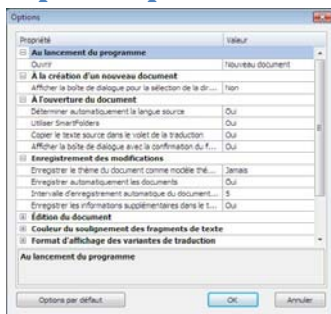 Options
Propriété Valeur
Au lancement du programme
Ouvrir Nouveau document
À la création d'un nouveau document
Afficher la boîte de dialogue pour la sélection de la dir... Non
À l'ouverture du document
Déterminer automatiquement la langue source Oui
Utiliser SmartFolders Oui
Copier le texte source dans le volet de la traduction Oui
Afficher la boîte de dialogue avec la confirmation du f... Oui
Enregistrement des modifications
Enregistrer le thème du document comme modèle thé... Jamais
Enregistrer automatiquement les documents Oui
Intervalle d'enregistrement automatique du document... 5
Enregistrer les informations supplémentaires dans le t... Oui
Édition du document
Couleur du soulignement des fragments de texte
Format d'affichage des variantes de traduction
Au lancement du programme
Options par défaut OK Annuler